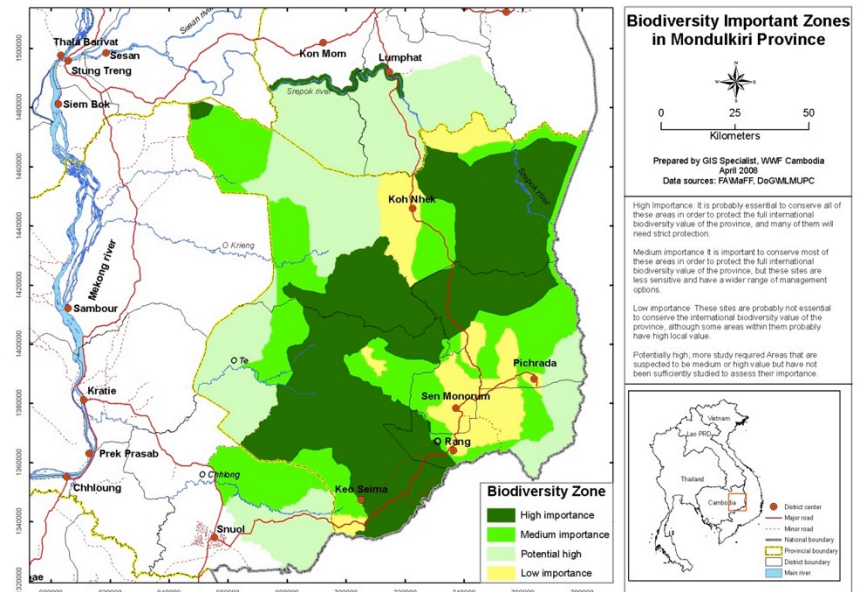 Biodiversity Important Zones
in Mondulkiri Province
0 25 50
Kilometers
Prepared by GIS Specialist, WWF Cambodia
April 2008
Data sources: FA\MaFF, DoG\MLMUPC
High Importance: It is probably essential to conserve all of
these areas in order to protect the full international
biodiversity value of the province, and many of them will
need strict protection.
Medium importance It is important to conserve most of
these areas in order to protect the full international
biodiversity value of the province, but these sites are
less sensitive and have a wider range of management
options.
Low importance These sites are probably not essential
to conserve the international biodiversity value of the
province, although some areas within them probably
have high local value.
Potentially high, more study required Areas that are
suspected to be medium or high value but have not
been sufficiently studied to assess their importance.
Vietnam
Lao PRD
Thailand
Cambodia
District center
Major road
Minor road
National boundary
Provincial boundary
District boundary
Main river
Sesan river
Thala Barivat
Sesan
Stung Treng
Kon Mom
Lumphat
Siem Bok
Srepok river
Srepok river
Koh Nhek
O Krieng
Mekong river
Sambour
O Te
Pichrada
Kratie
Sen Monorum
O Rang
Prek Prasab
O Chhlong
Chhloung
Keo Seima
Snuol
Biodiversity Zone
High importance
Medium importance
Potential high
Low importance
1500000
1480000
1460000
1440000
1420000
1400000
1380000
1360000
1340000
1320000